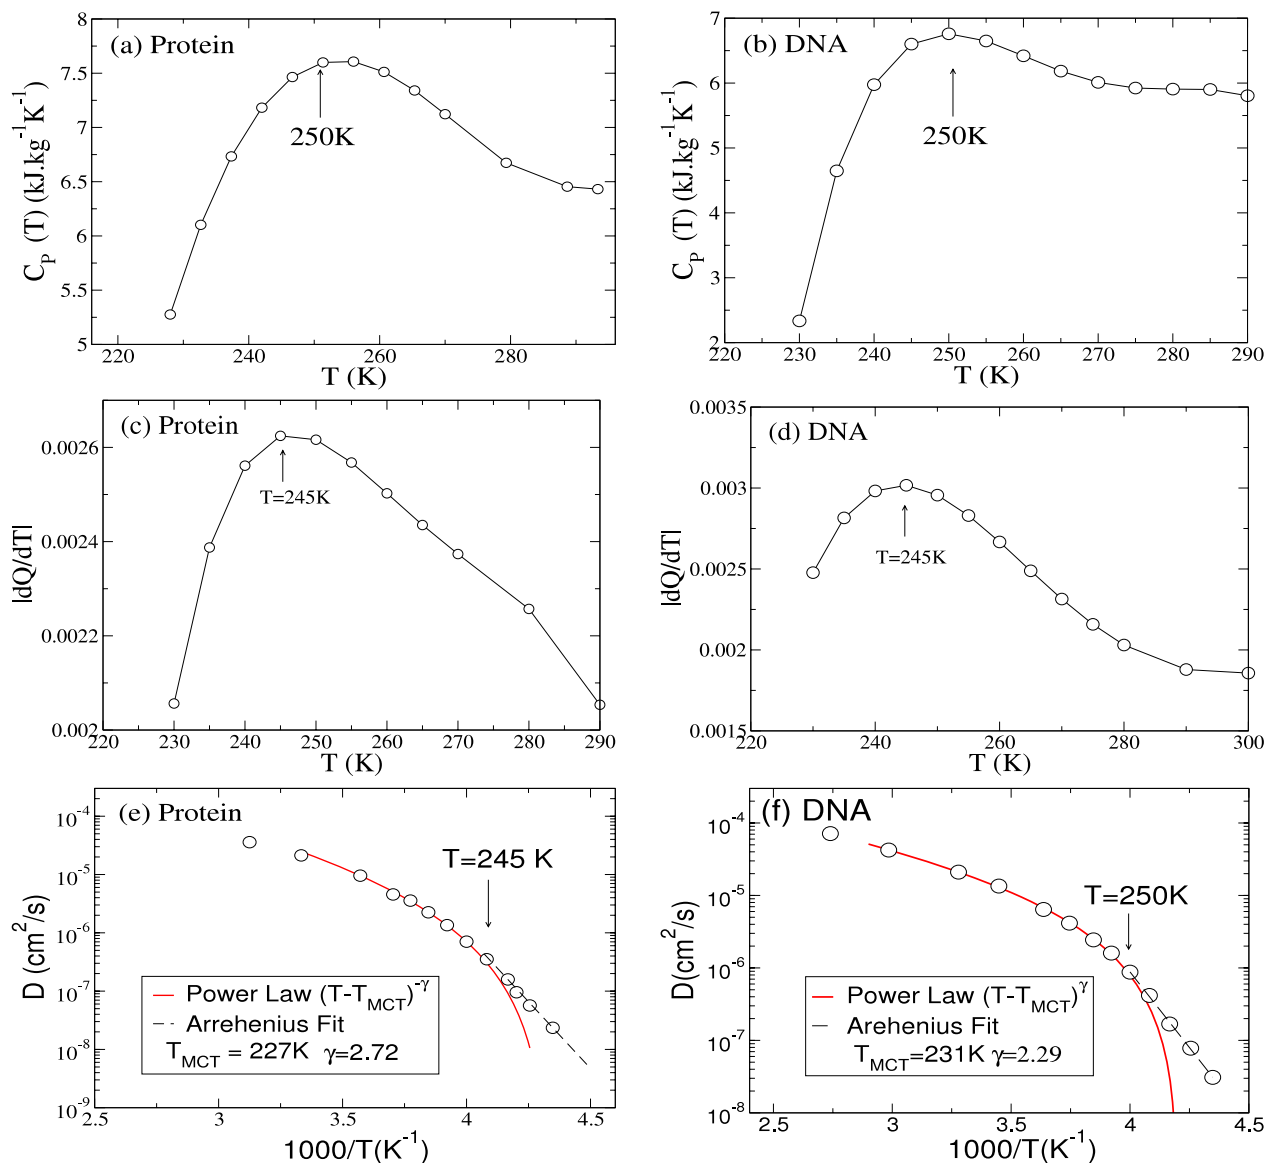 (a) Protein
8
7.5
7
6.5
6
5.5
5
C_P (T) (kJ.kg^-1K^-1)
250K
220 240 260 280
T (K)
(b) DNA
7
6
5
4
3
2
C_P (T) (kJ.kg^-1K^-1)
250K
220 230 240 250 260 270 280 290
T (K)
(c) Protein
0.0026
0.0024
0.0022
0.002
|dQ/dT|
T=245K
220 230 240 250 260 270 280 290
T (K)
(d) DNA
0.0035
0.003
0.0025
0.002
0.0015
|dQ/dT|
T=245K
220 240 260 280 300
T (K)
(e) Protein
10^-4
10^-5
10^-6
10^-7
10^-8
10^-9
D (cm^2/s)
T=245 K
Power Law (T-T_MCT)^-γ
Arrehenius Fit
T_MCT = 227K γ=2.72
2.5 3 3.5 4 4.5
1000/T(K^-1)
(f) DNA
10^-4
10^-5
10^-6
10^-7
10^-8
D(cm^2/s)
T=250K
Power Law (T-T_MCT)^γ
Arehenius Fit
T_MCT=231K γ=2.29
2.5 3 3.5 4 4.5
1000/T(K^-1)